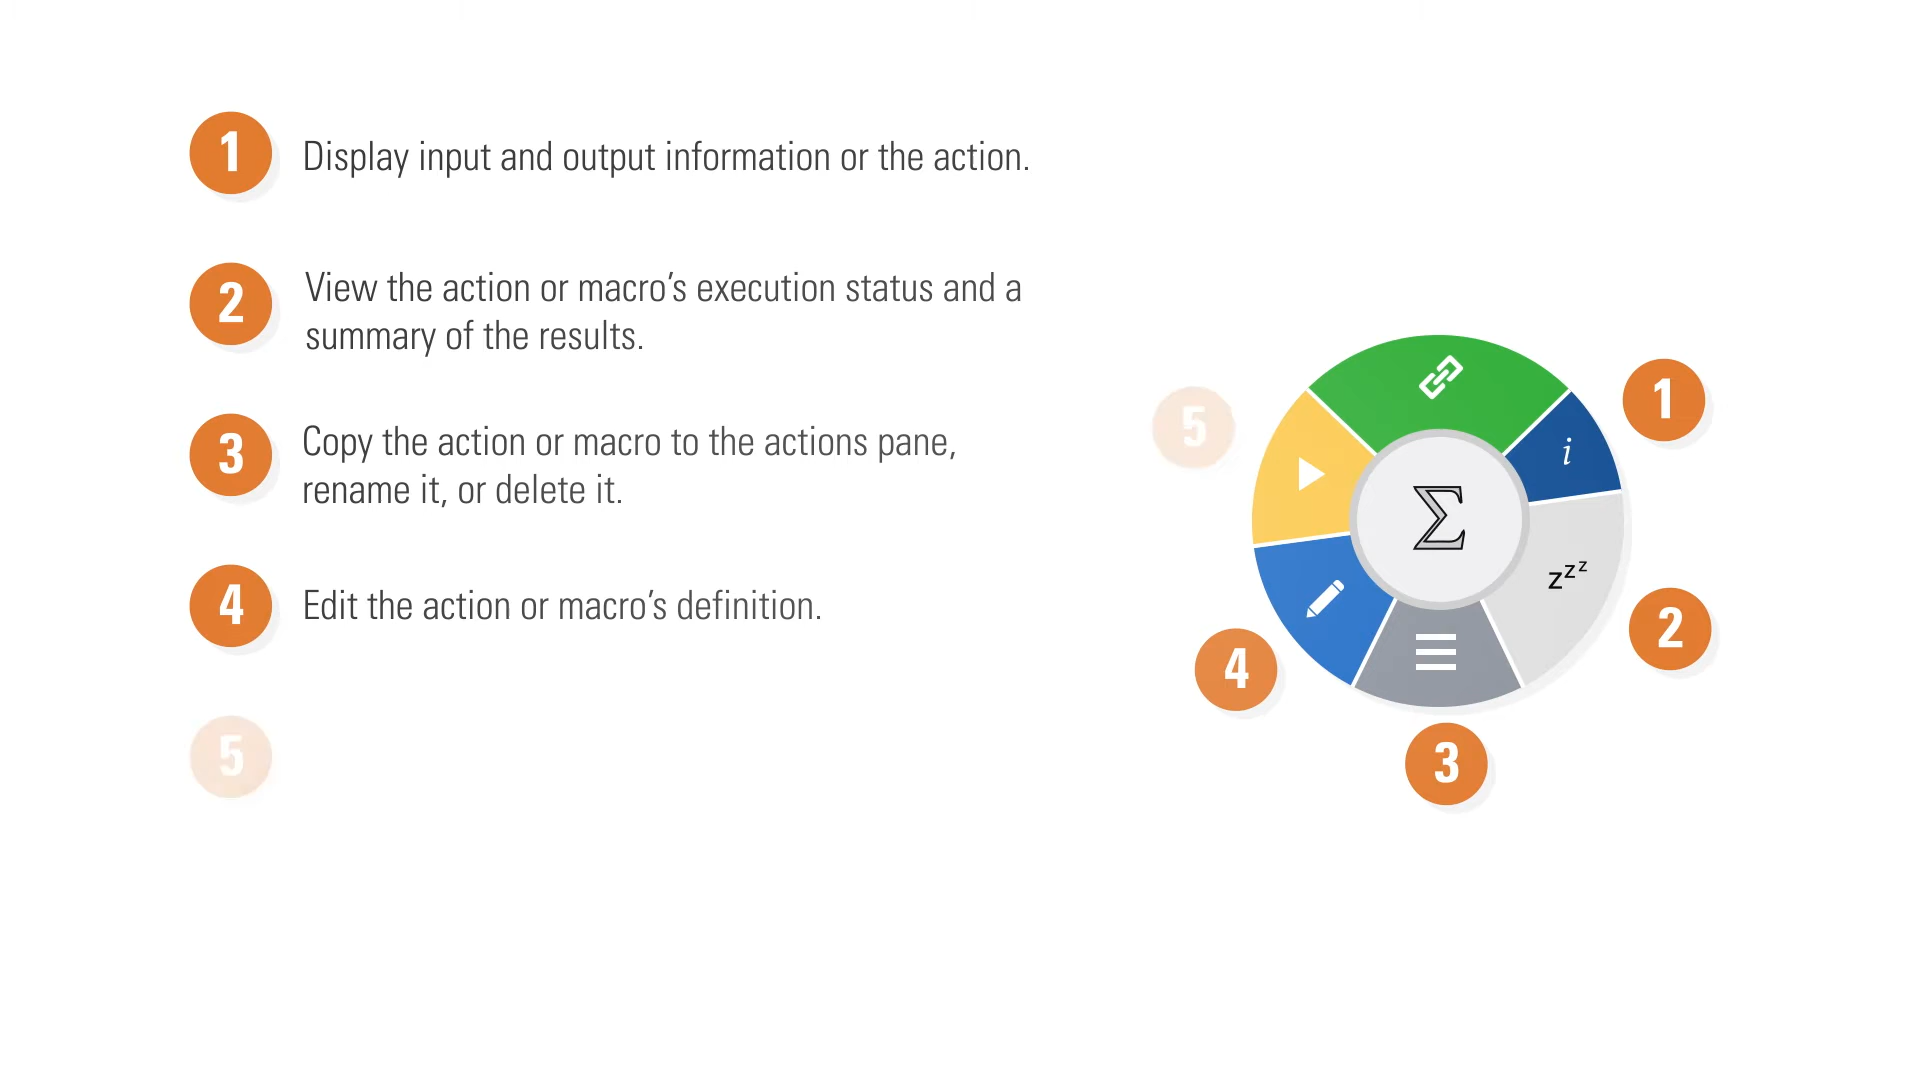 1 Display input and output information or the action.
2 View the action or macro’s execution status and a
summary of the results.
3 Copy the action or macro to the actions pane,
rename it, or delete it.
4 Edit the action or macro’s definition.
5
5
1
i
Σ
zzz
2
4
3